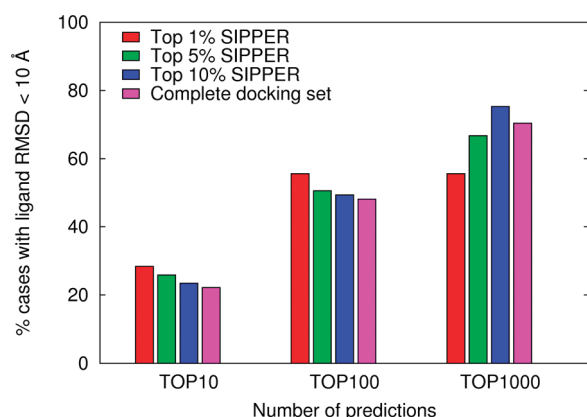 100
80
60
40
20
0
% cases with ligand RMSD < 10 Å
Top 1% SIPPER
Top 5% SIPPER
Top 10% SIPPER
Complete docking set
TOP10 TOP100 TOP1000
Number of predictions